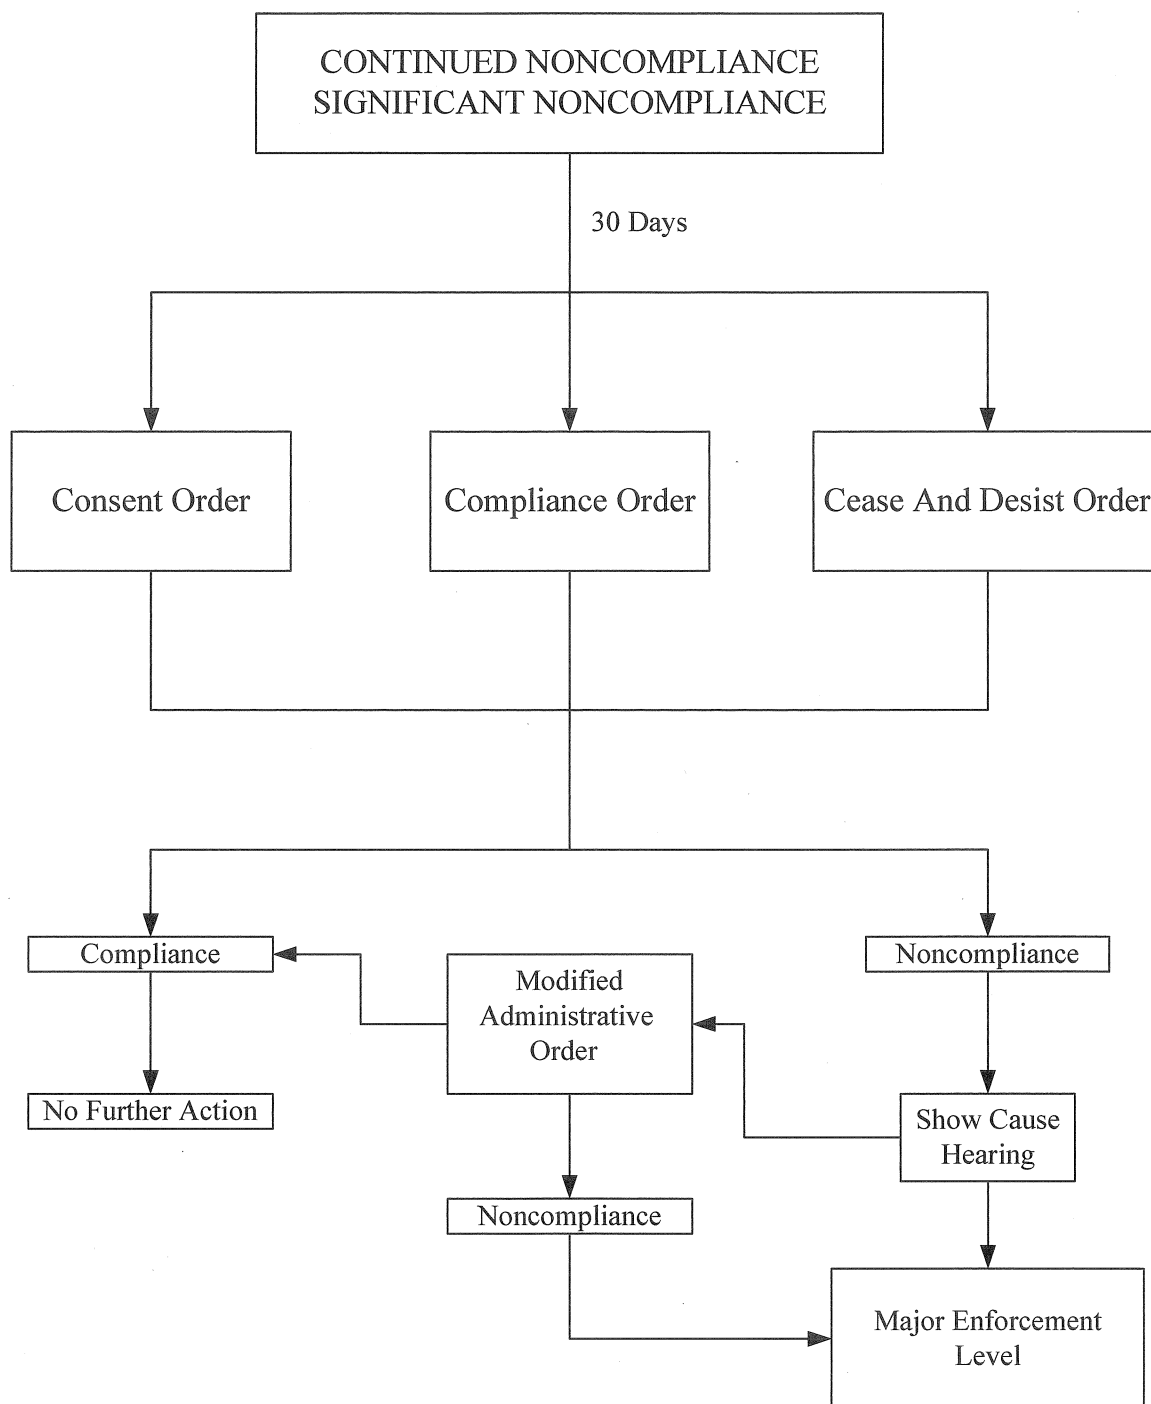 CONTINUED NONCOMPLIANCE
SIGNIFICANT NONCOMPLIANCE
30 Days
Consent Order
Compliance Order
Cease And Desist Order
Compliance
Noncompliance
Modified
Administrative
Order
No Further Action
Show Cause
Hearing
Noncompliance
Major Enforcement
Level